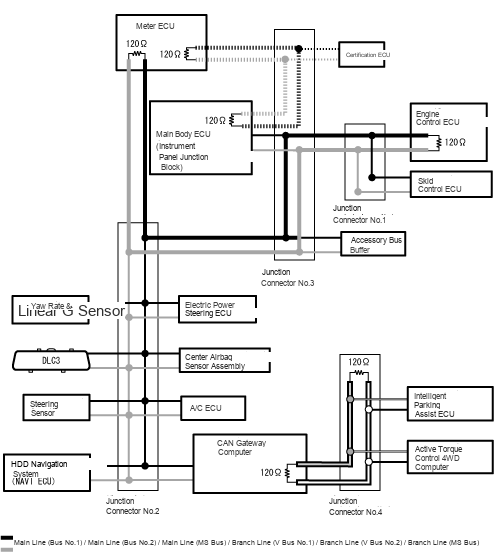 Meter ECU
120 Ω
120 Ω
Certification ECU
120 Ω
Main Body ECU
(Instrument
Panel Junction
Block)
Engine
Control ECU
120 Ω
Skid
Control ECU
Junction
Connector No.1
Accessory Bus
Buffer
Junction
Connector No.3
Yaw Rate &
Linear G Sensor
Electric Power
Steering ECU
DLC3
Center Airbag
Sensor Assembly
120 Ω
Steering
Sensor
A/C ECU
Intelligent
Parking
Assist ECU
HDD Navigation
System
(NAVI ECU)
CAN Gateway
Computer
120 Ω
Active Torque
Control 4WD
Computer
Junction
Connector No.2
Junction
Connector No.4
Main Line (Bus No.1) / Main Line (Bus No.2) / Main Line (MS Bus) / Branch Line (V Bus No.1) / Branch Line (V Bus No.2) / Branch Line (MS Bus)